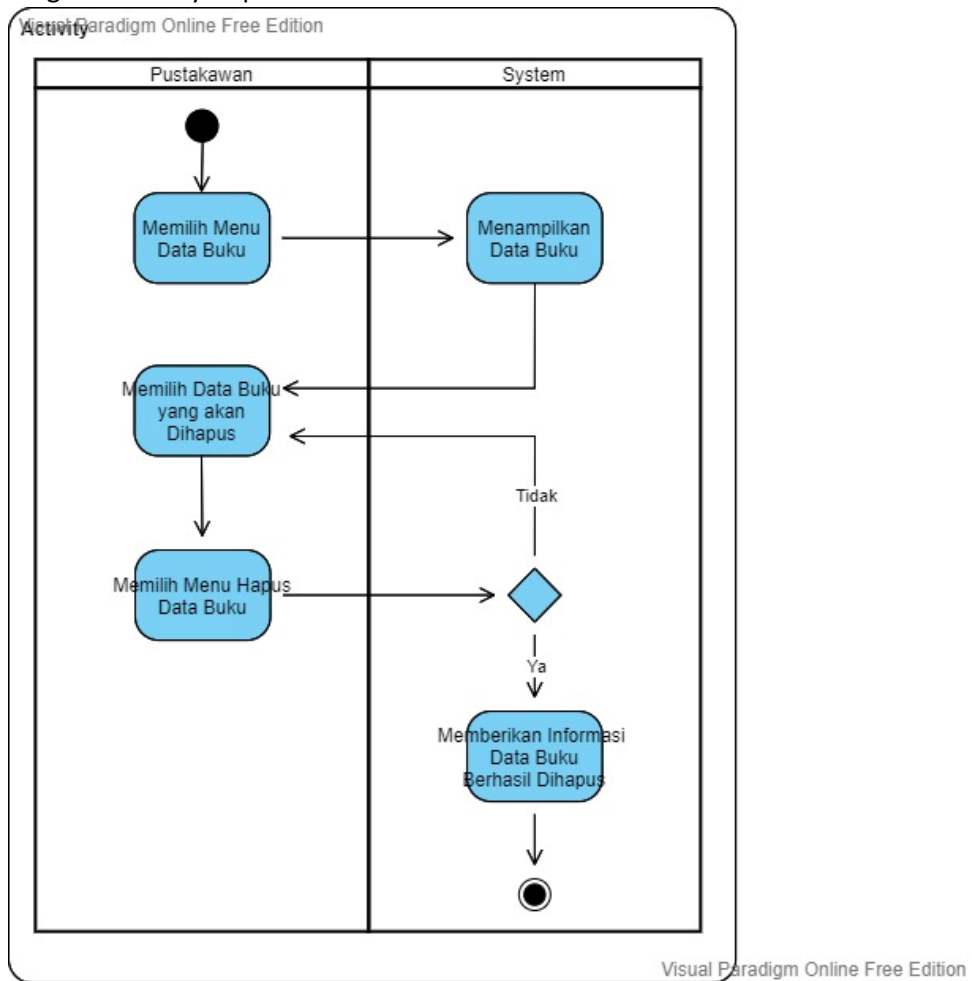 Activity
Visual Paradigm Online Free Edition
Pustakawan
System
Memilih Menu
Data Buku
Menampilkan
Data Buku
Memilih Data Buku
yang akan
Dihapus
Tidak
Memilih Menu Hapus
Data Buku
Ya
Memberikan Informasi
Data Buku
Berhasil Dihapus
Visual Paradigm Online Free Edition